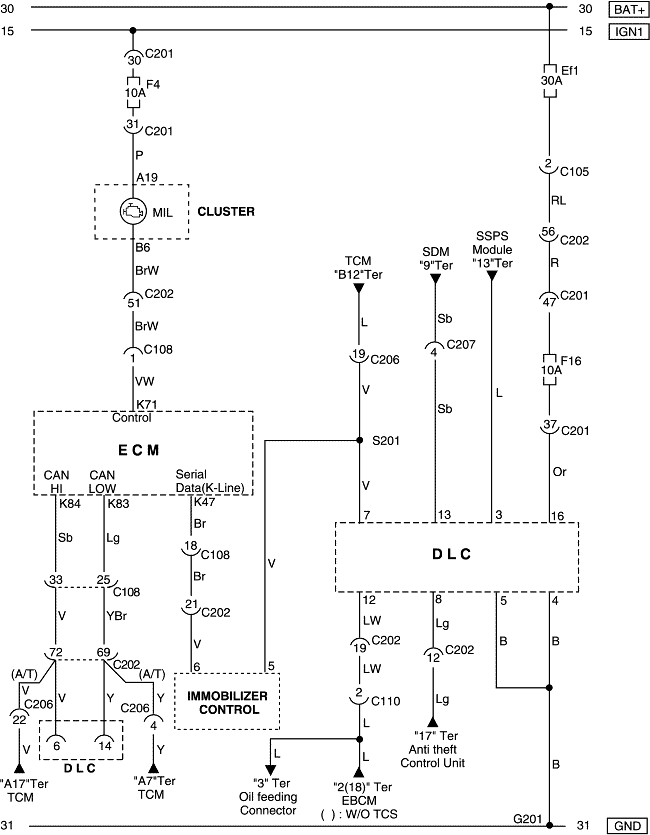 30 30 BAT+
15 15 IGN1
C201
30
F4
10A
31
C201
P
A19
MIL
CLUSTER
B6
BrW
C202
51
BrW
C108
1
VW
K71
Control
ECM
CAN
HI
CAN
LOW
Serial
Data(K-Line)
K84
K83
K47
Sb
Lg
Br
18
C108
Br
33
25
C108
21
C202
V
YBr
V
72
69
C202
(A/T)
(A/T)
V
V
Y
Y
C206
22
C206
4
6
14
DLC
V
Y
"A17"Ter
TCM
"A7"Ter
TCM
6
5
IMMOBILIZER
CONTROL
V
TCM
"B12"Ter
L
19
C206
V
S201
V
7
SDM
"9"Ter
Sb
C207
4
Sb
13
SSPS
Module
"13"Ter
L
3
Ef1
30A
2
C105
RL
56
C202
R
C201
47
F16
10A
37
C201
Or
16
DLC
12
8
5
4
LW
C202
19
LW
2
C110
L
L
L
"3" Ter
Oil feeding
Connector
"2(18)" Ter
EBCM
( ) : W/O TCS
Lg
C202
12
Lg
"17" Ter
Anti theft
Control Unit
B
B
B
G201
31 31 GND